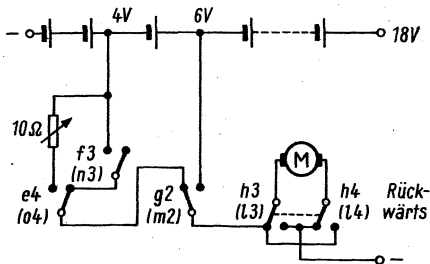 4V 6V
– 18V
10Ω
f3
(n3)
M
e4
(o4)
g2
(m2)
h3
(l3)
h4
(l4)
Rück-
wärts
–